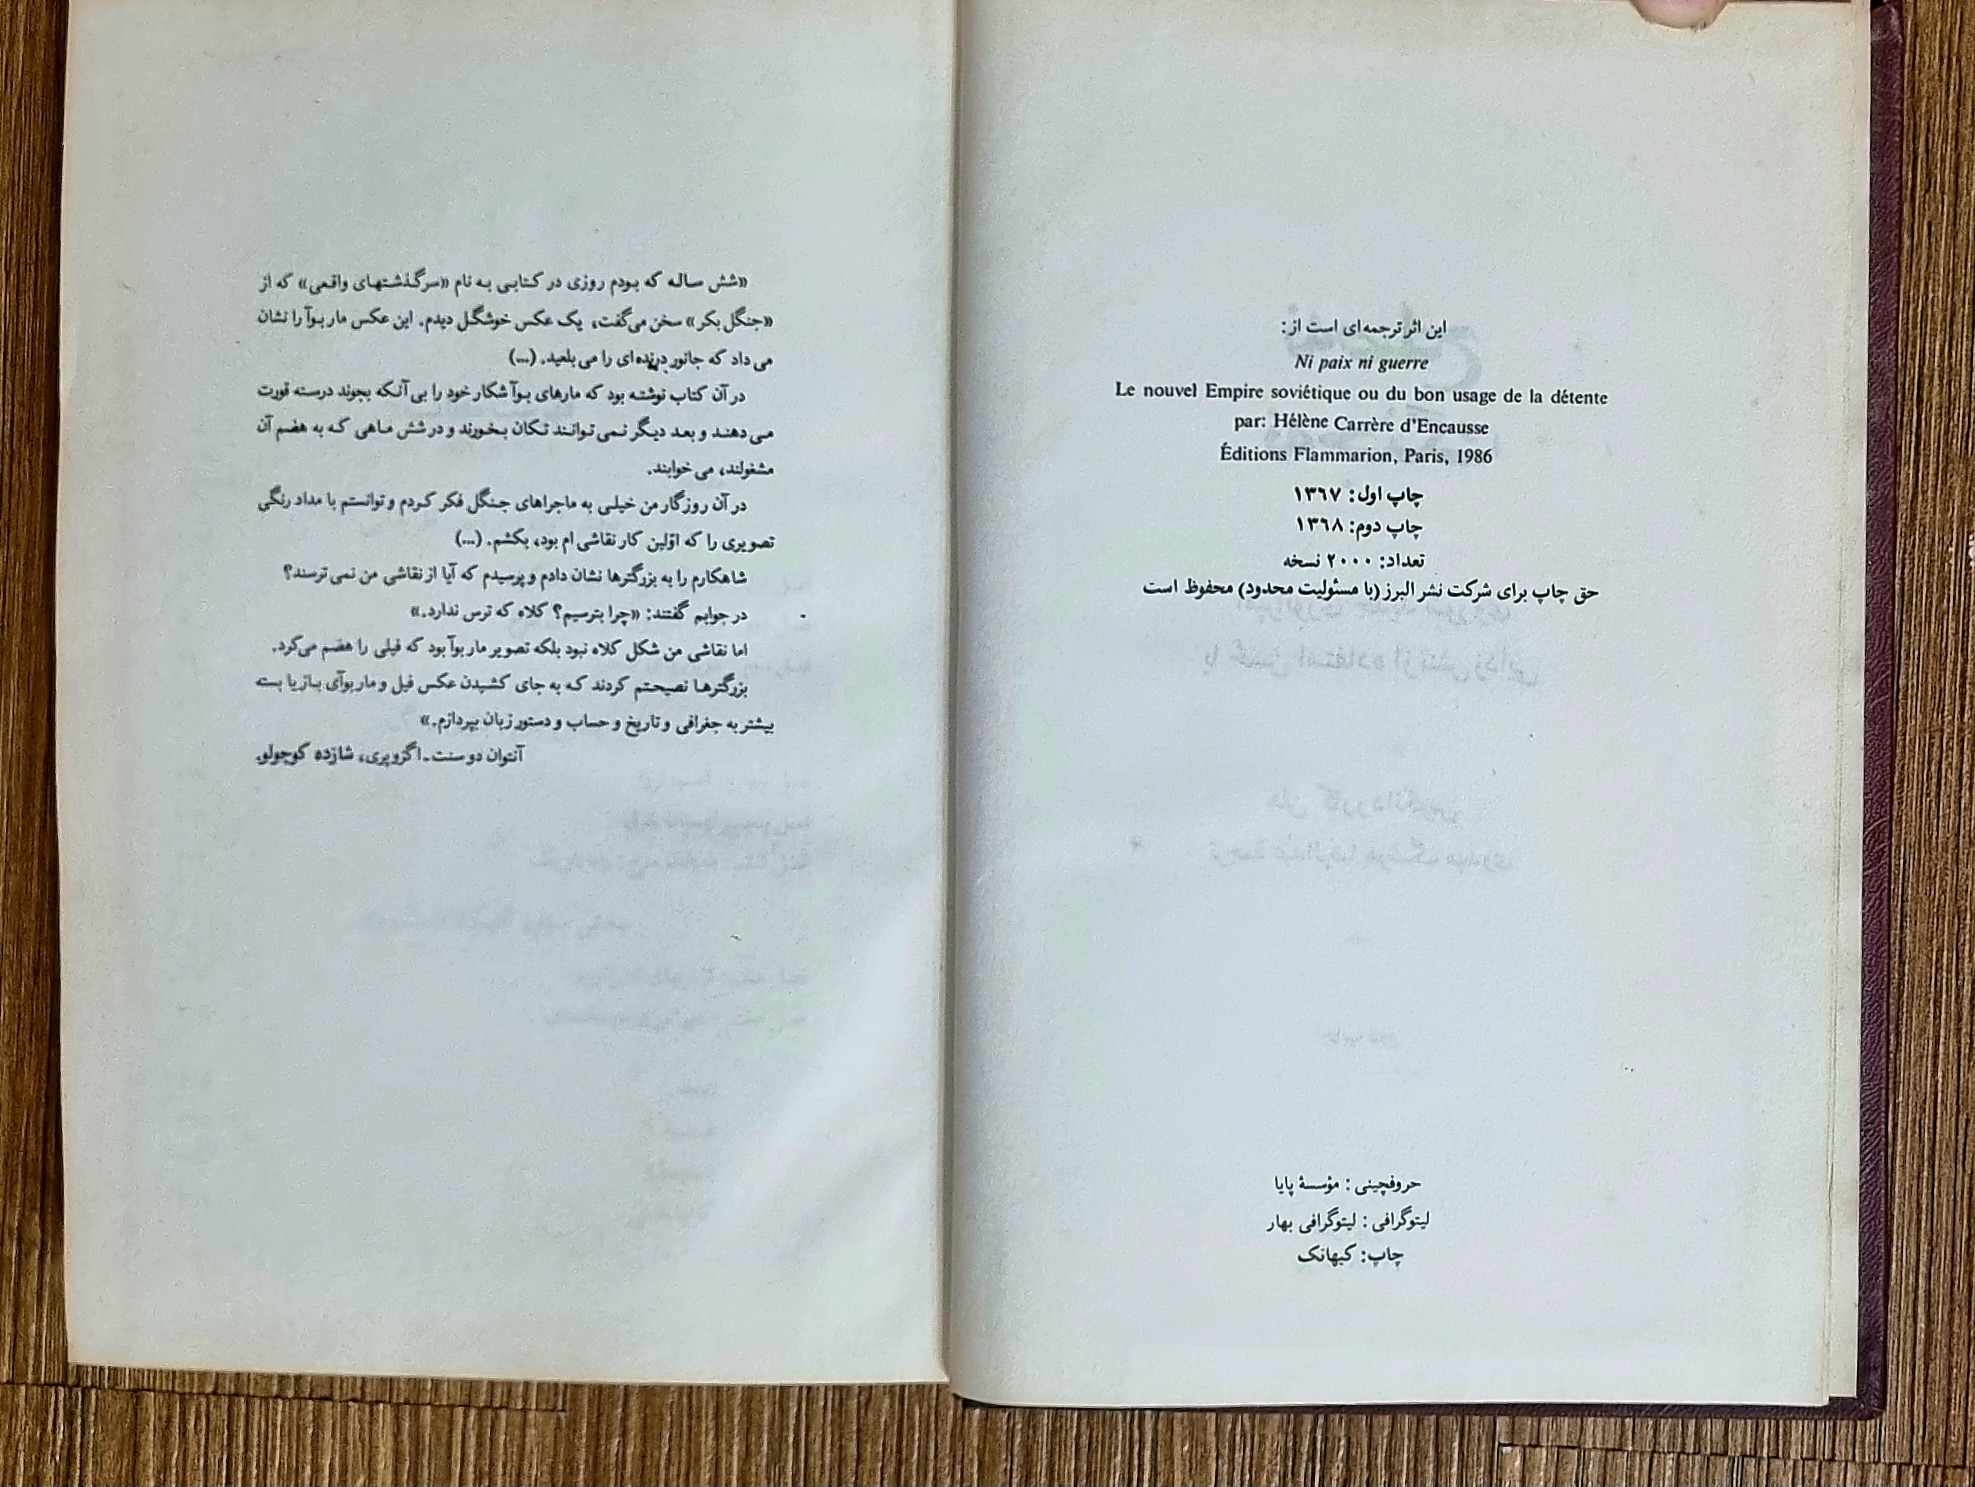 این اثر ترجمه‌ای است از:
Ni paix ni guerre
Le nouvel Empire soviétique ou du bon usage de la détente
par: Hélène Carrère d'Encausse
Éditions Flammarion, Paris, 1986
چاپ اول: ۱۳۶۷
چاپ دوم: ۱۳۶۸
تعداد: ۲۰۰۰ نسخه
حق چاپ برای شرکت نشر البرز (با مسئولیت محدود) محفوظ است
حروفچینی: مؤسسهٔ پایا
لیتوگرافی: لیتوگرافی بهار
چاپ: کیهانک
«شش ساله که بودم روزی در کتابی به نام «سرگذشتهای واقعی» که از
«جنگل بکر» سخن می‌گفت، یک عکس خوشگل دیدم. این عکس مار بوآ را نشان
می‌داد که جانور درنده‌ای را می‌بلعید. (...)
در آن کتاب نوشته بود که مارهای بوآ شکار خود را بی‌آنکه بجوند درسته قورت
می‌دهند و بعد دیگر نمی‌توانند تکان بخورند و در شش ماهی که به هضم آن
مشغولند، می‌خوابند.
در آن روزگار من خیلی به ماجراهای جنگل فکر کردم و توانستم با مداد رنگی
تصویری را که اوّلین کار نقاشی‌ام بود، بکشم. (...)
شاهکارم را به بزرگترها نشان دادم و پرسیدم که آیا از نقاشی من نمی‌ترسند؟
در جوابم گفتند: «چرا بترسیم؟ کلاه که ترس ندارد.»
اما نقاشی من شکل کلاه نبود بلکه تصویر مار بوآ بود که فیلی را هضم می‌کرد.
بزرگترها نصیحتم کردند که به جای کشیدن عکس فیل و مار بوآی باز یا بسته
بیشتر به جغرافی و تاریخ و حساب و دستور زبان بپردازم.»
آنتوان دو سنت-اگزوپری، شازده کوچولو.